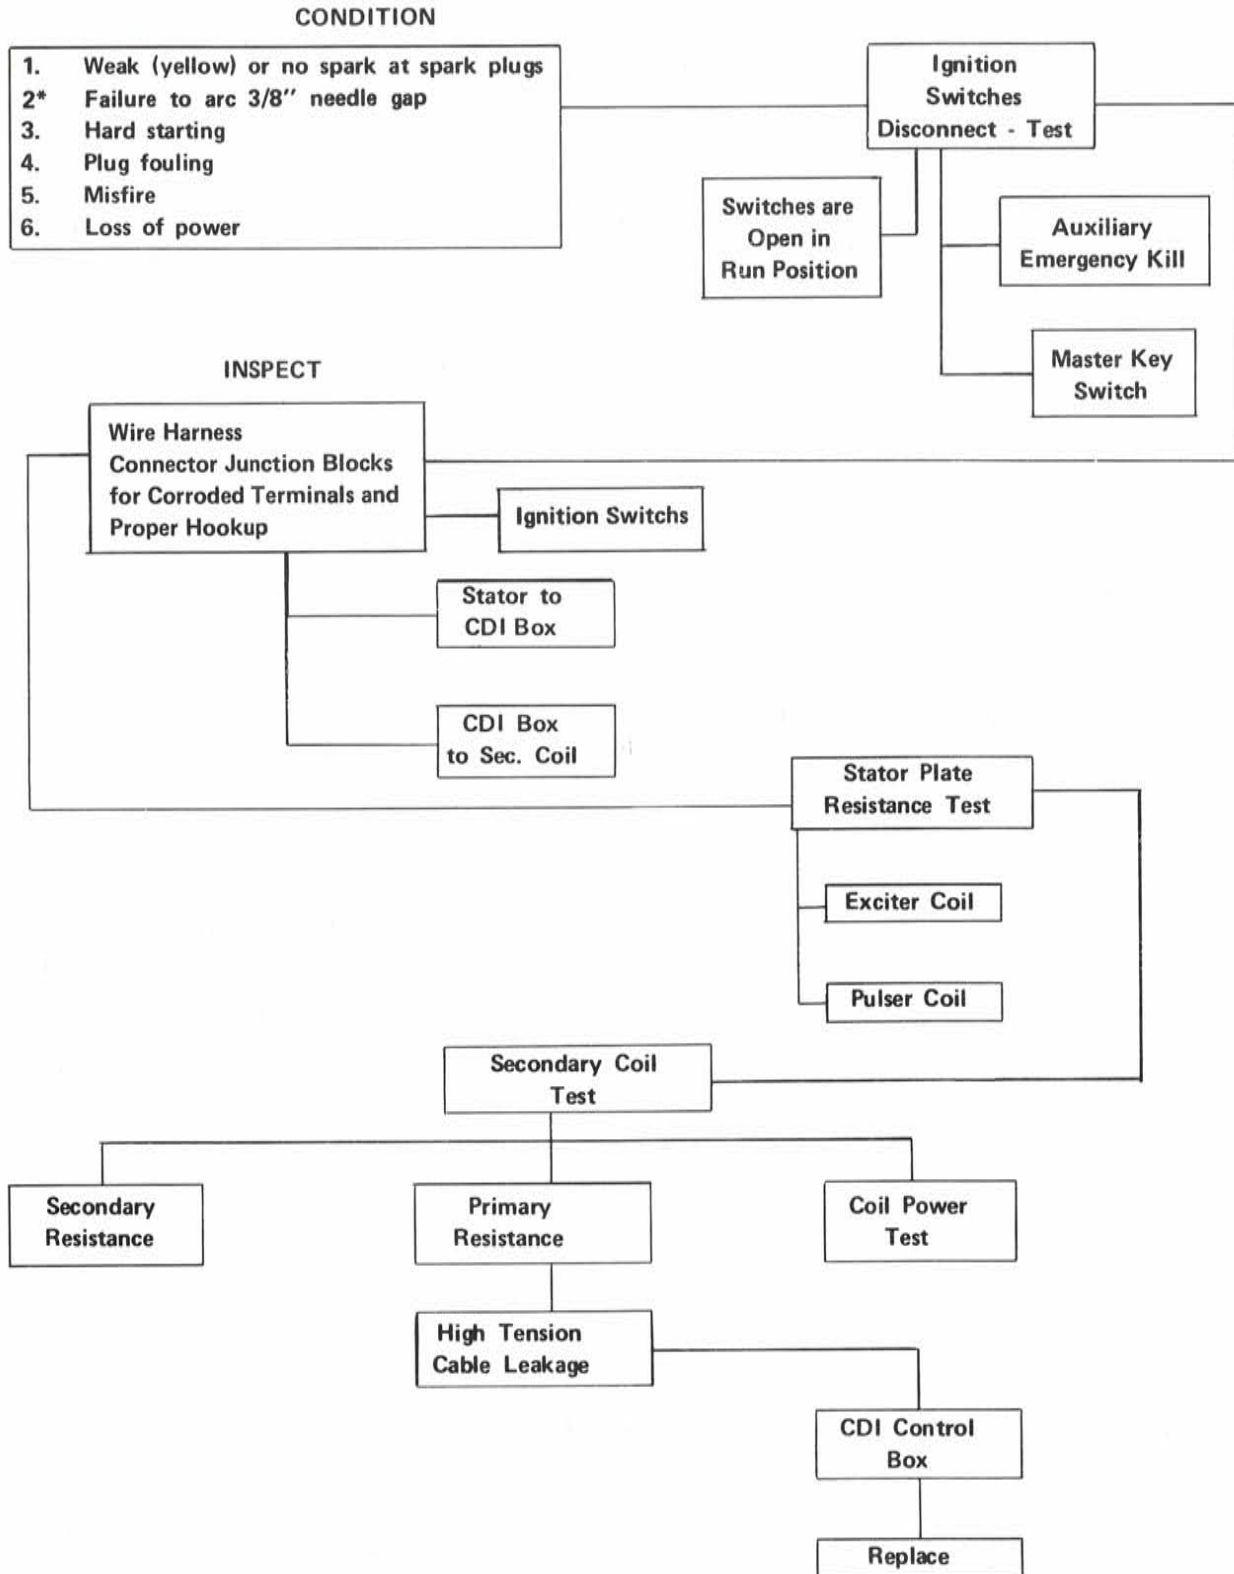 CONDITION
1. Weak (yellow) or no spark at spark plugs
2* Failure to arc 3/8" needle gap
3. Hard starting
4. Plug fouling
5. Misfire
6. Loss of power
Ignition
Switches
Disconnect - Test
Switches are
Open in
Run Position
Auxiliary
Emergency Kill
Master Key
Switch
INSPECT
Wire Harness
Connector Junction Blocks
for Corroded Terminals and
Proper Hookup
Ignition Switchs
Stator to
CDI Box
CDI Box
to Sec. Coil
Stator Plate
Resistance Test
Exciter Coil
Pulser Coil
Secondary Coil
Test
Secondary
Resistance
Primary
Resistance
Coil Power
Test
High Tension
Cable Leakage
CDI Control
Box
Replace